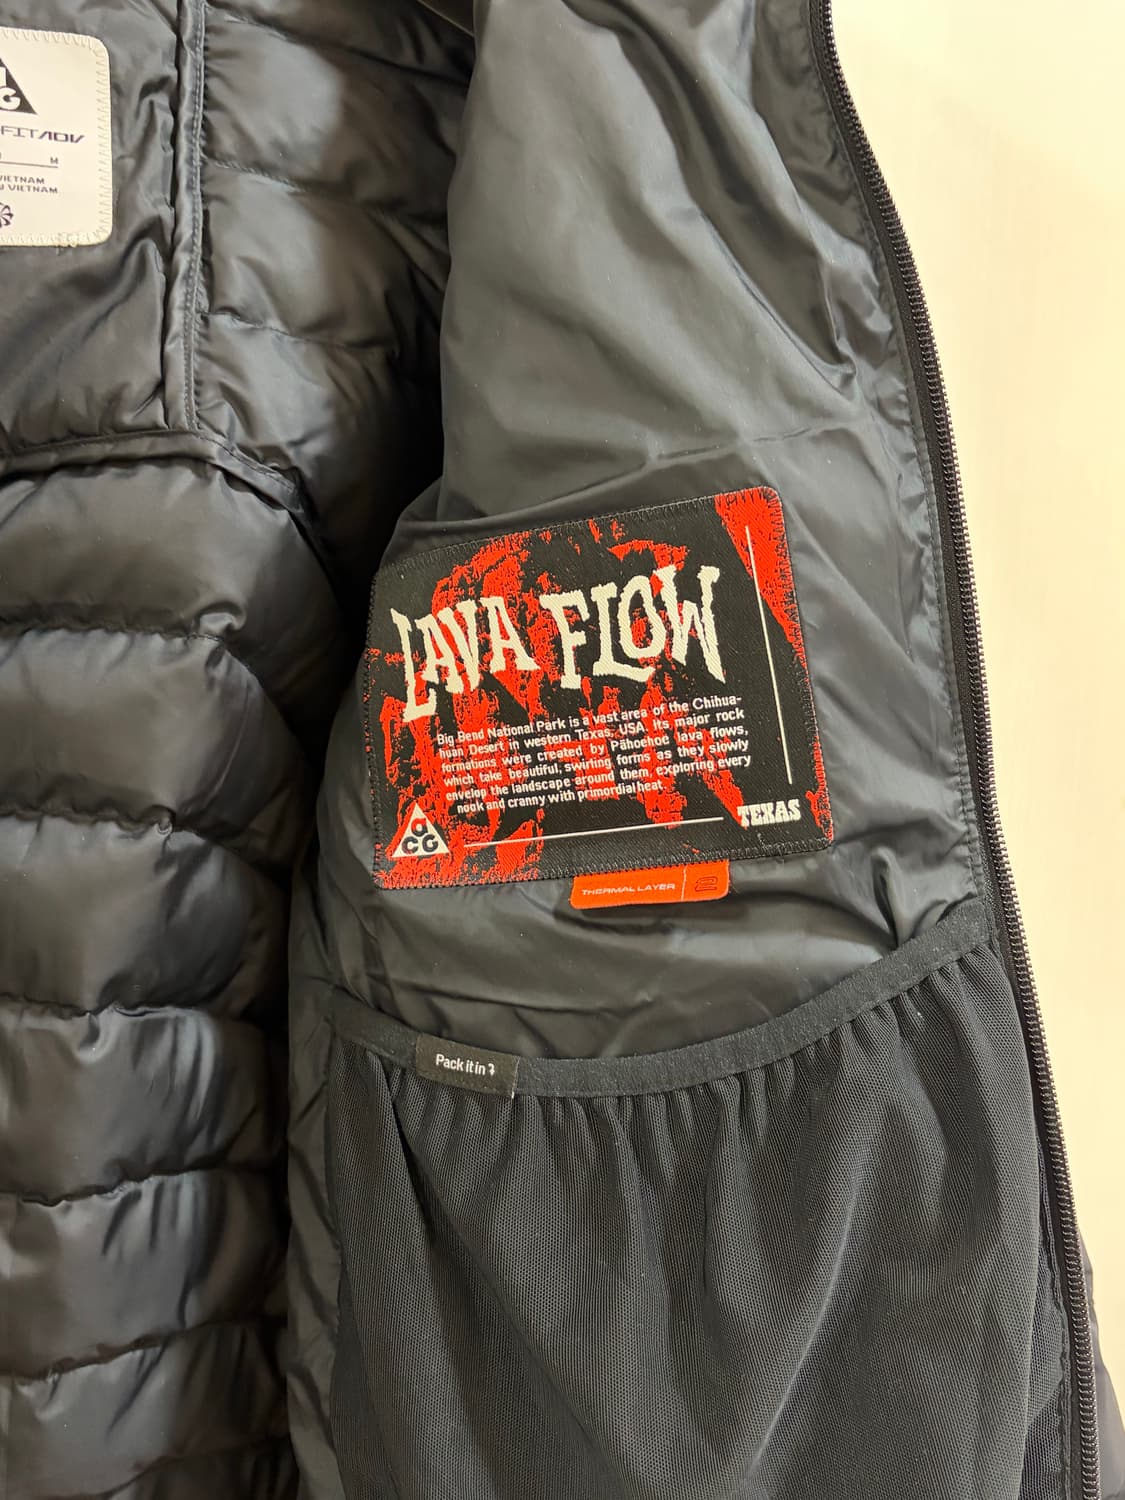 FITADV
M
VIETNAM
VIETNAM
LAVA FLOW
Big Bend National Park is a vast area of the Chihua-
huan Desert in western Texas, USA. Its major rock
formations were created by Pāhoehoe lava flows,
which take beautiful, swirling forms as they slowly
envelop the landscape around them, exploring every
nook and cranny with primordial heat.
aCG
TEXAS
THERMAL LAYER 2
Pack it in